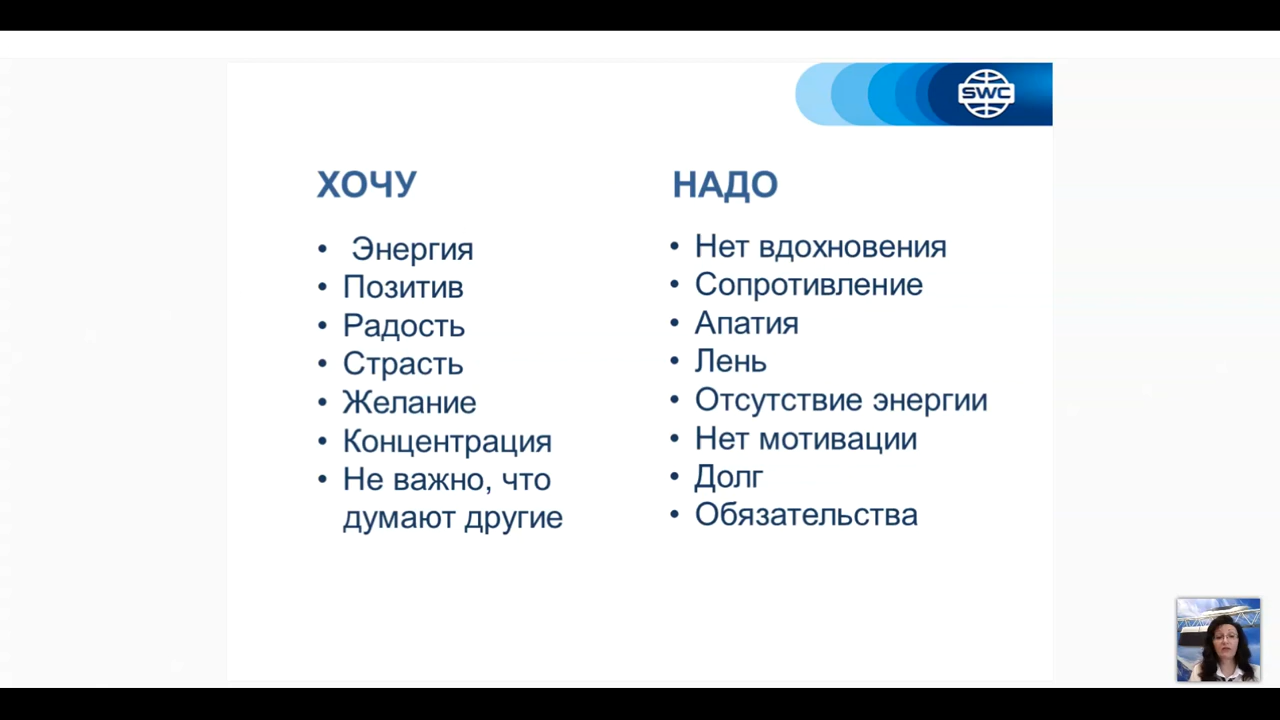 SWC
ХОЧУ
• Энергия
• Позитив
• Радость
• Страсть
• Желание
• Концентрация
• Не важно, что
думают другие
НАДО
• Нет вдохновения
• Сопротивление
• Апатия
• Лень
• Отсутствие энергии
• Нет мотивации
• Долг
• Обязательства